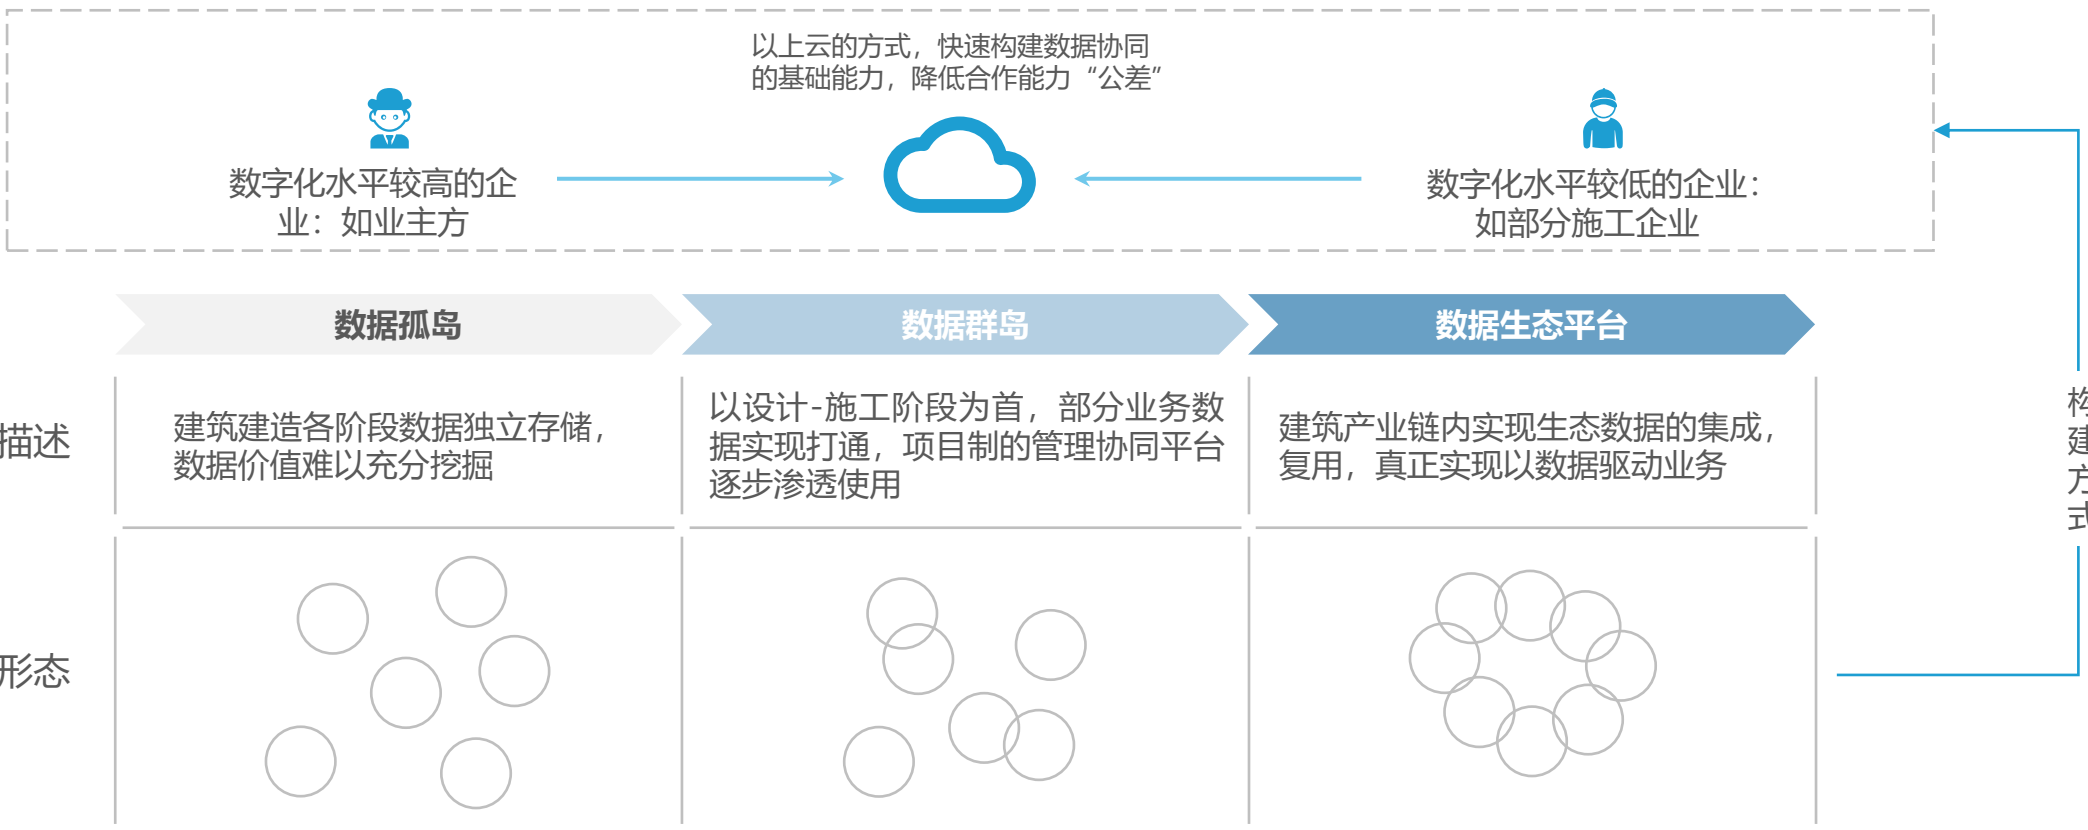 以上云的方式，快速构建数据协同
的基础能力，降低合作能力“公差”
数字化水平较高的企
业：如业主方
数字化水平较低的企业：
如部分施工企业
数据孤岛
数据群岛
数据生态平台
描述
建筑建造各阶段数据独立存储，
数据价值难以充分挖掘
以设计-施工阶段为首，部分业务数
据实现打通，项目制的管理协同平台
逐步渗透使用
建筑产业链内实现生态数据的集成，
复用，真正实现以数据驱动业务
构
建
方
式
形态